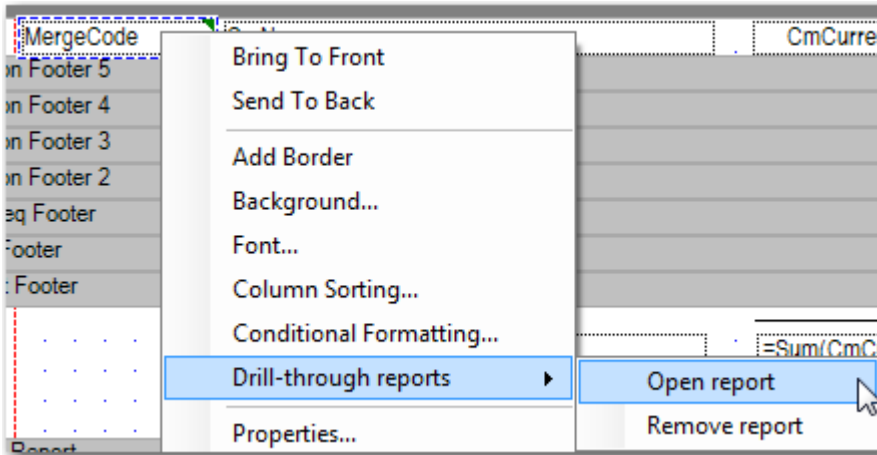 MergeCode
CmCurre
Bring To Front
on Footer 5
Send To Back
on Footer 4
on Footer 3
Add Border
on Footer 2
Background...
eq Footer
Footer
Font...
Footer
Column Sorting...
Conditional Formatting...
=Sum(CmC
Drill-through reports
Open report
Remove report
Properties...
Report